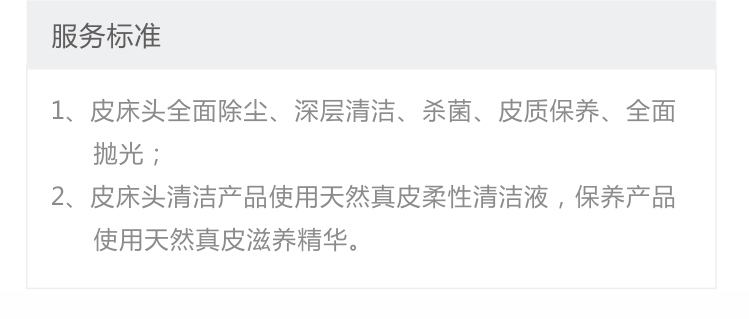 服务标准
1、皮床头全面除尘、深层清洁、杀菌、皮质保养、全面
抛光；
2、皮床头清洁产品使用天然真皮柔性清洁液，保养产品
使用天然真皮滋养精华。